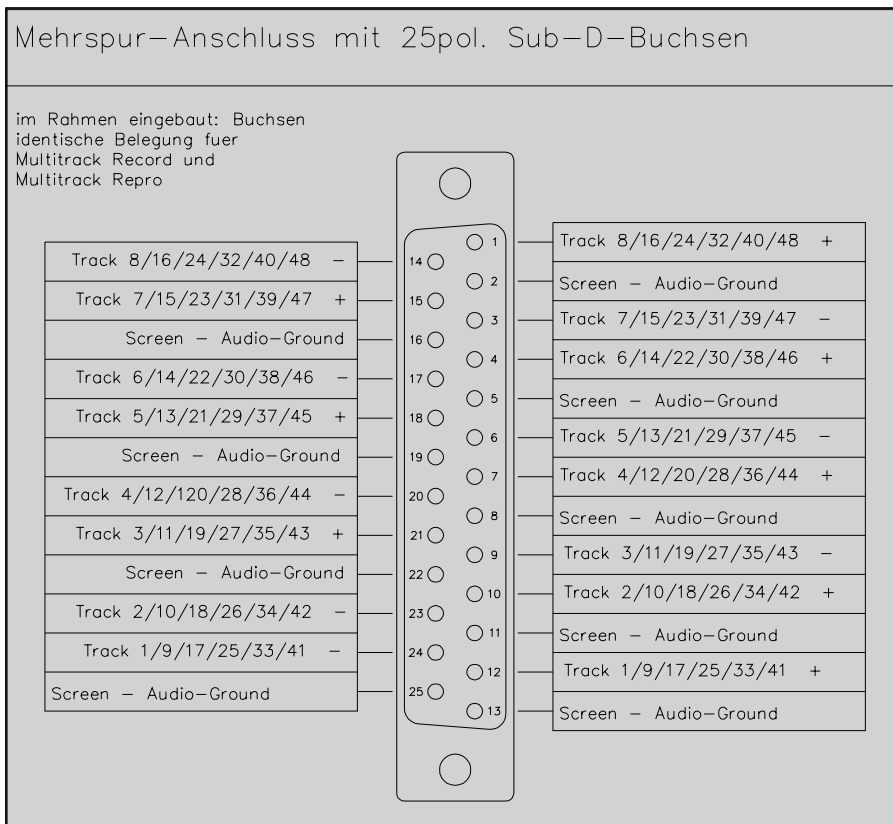 Mehrspur-Anschluss mit 25pol. Sub-D-Buchsen
im Rahmen eingebaut: Buchsen
identische Belegung fuer
Multitrack Record und
Multitrack Repro
Track 8/16/24/32/40/48 -
Track 7/15/23/31/39/47 +
Screen - Audio-Ground
Track 6/14/22/30/38/46 -
Track 5/13/21/29/37/45 +
Screen - Audio-Ground
Track 4/12/120/28/36/44 -
Track 3/11/19/27/35/43 +
Screen - Audio-Ground
Track 2/10/18/26/34/42 -
Track 1/9/17/25/33/41 -
Screen - Audio-Ground
14
15
16
17
18
19
20
21
22
23
24
25
1
2
3
4
5
6
7
8
9
10
11
12
13
Track 8/16/24/32/40/48 +
Screen - Audio-Ground
Track 7/15/23/31/39/47 -
Track 6/14/22/30/38/46 +
Screen - Audio-Ground
Track 5/13/21/29/37/45 -
Track 4/12/20/28/36/44 +
Screen - Audio-Ground
Track 3/11/19/27/35/43 -
Track 2/10/18/26/34/42 +
Screen - Audio-Ground
Track 1/9/17/25/33/41 +
Screen - Audio-Ground